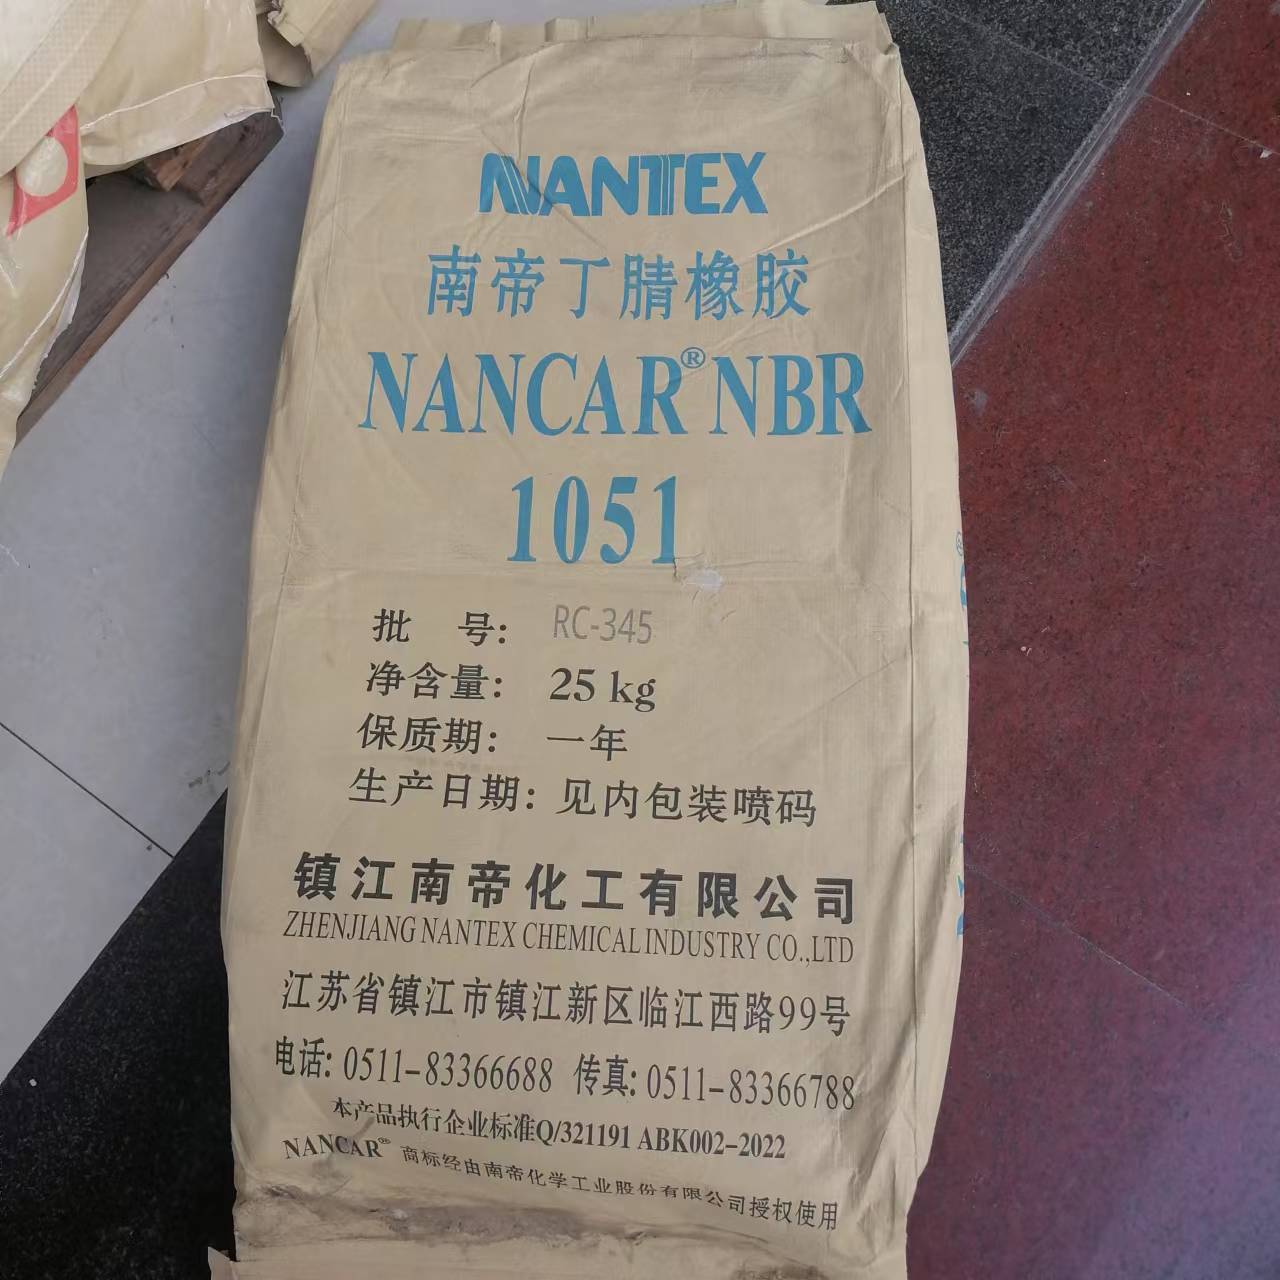 NANTEX
南帝丁腈橡胶
NANCAR® NBR
1051
批 号: RC-345
净含量: 25 kg
保质期: 一年
生产日期: 见内包装喷码
镇江南帝化工有限公司
ZHENJIANG NANTEX CHEMICAL INDUSTRY CO.,LTD
江苏省镇江市镇江新区临江西路99号
电话: 0511-83366688 传真: 0511-83366788
本产品执行企业标准Q/321191 ABK002-2022
NANCAR® 商标经由南帝化学工业股份有限公司授权使用